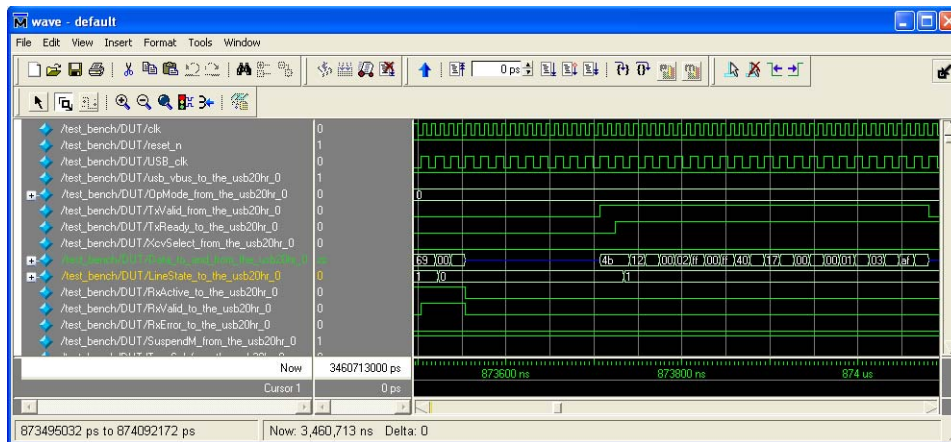 wave - default
File Edit View Insert Format Tools Window
0 ps
/test_bench/DUT/clk 0
/test_bench/DUT/reset_n 1
/test_bench/DUT/USB_clk 0
/test_bench/DUT/usb_vbus_to_the_usb20hr_0 1
/test_bench/DUT/OpMode_from_the_usb20hr_0 0 0
/test_bench/DUT/TxValid_from_the_usb20hr_0 0
/test_bench/DUT/TxReady_to_the_usb20hr_0 0
/test_bench/DUT/XcvSelect_from_the_usb20hr_0 0
69 00 4b 12 00 02 ff 00 ff 40 17 00 00 01 03 af
/test_bench/DUT/LineState_to_the_usb20hr_0 0 1 0 1
/test_bench/DUT/RxActive_to_the_usb20hr_0 0
/test_bench/DUT/RxValid_to_the_usb20hr_0 0
/test_bench/DUT/RxError_to_the_usb20hr_0 0
/test_bench/DUT/SuspendM_from_the_usb20hr_0 1
Now 3460713000 ps 873600 ns 873800 ns 874 us
Cursor 1 0 ps
873495032 ps to 874092172 ps Now: 3,460,713 ns Delta: 0